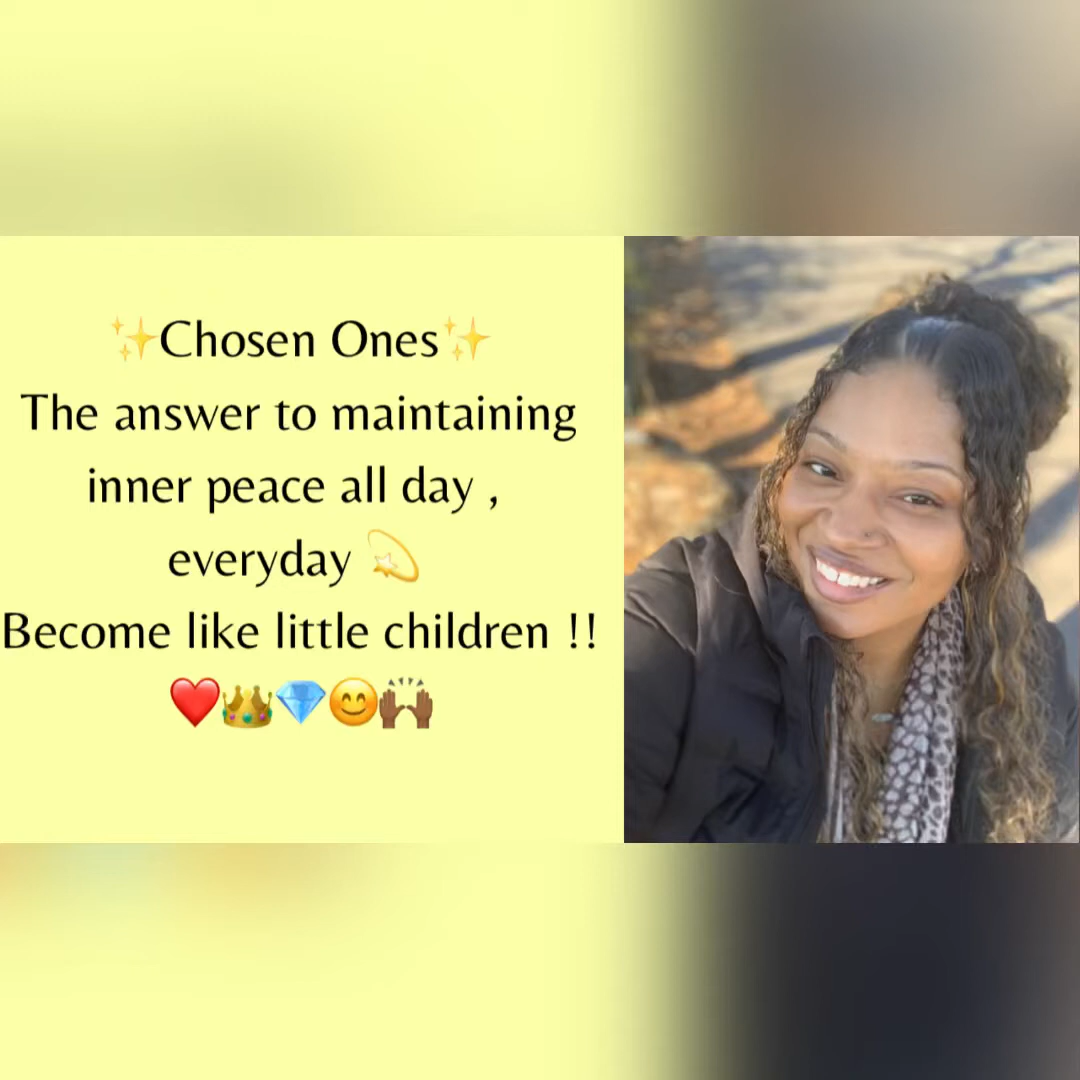 ✨Chosen Ones✨
The answer to maintaining
inner peace all day ,
everyday 💫
Become like little children !!
❤️👑💎😊🙌🏾